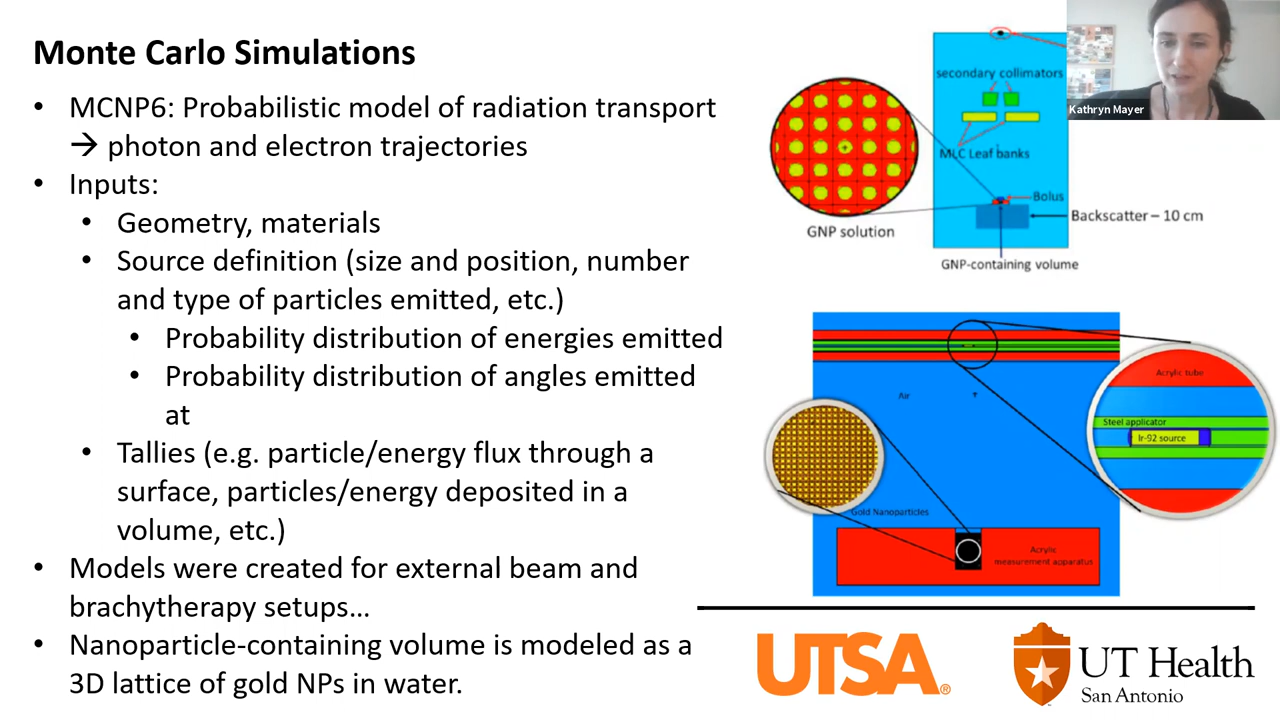 Monte Carlo Simulations
• MCNP6: Probabilistic model of radiation transport
→ photon and electron trajectories
• Inputs:
• Geometry, materials
• Source definition (size and position, number
and type of particles emitted, etc.)
• Probability distribution of energies emitted
• Probability distribution of angles emitted
at
• Tallies (e.g. particle/energy flux through a
surface, particles/energy deposited in a
volume, etc.)
• Models were created for external beam and
brachytherapy setups...
• Nanoparticle-containing volume is modeled as a
3D lattice of gold NPs in water.
Kathryn Mayer
secondary collimators
MLC Leaf banks
Bolus
Backscatter – 10 cm
GNP solution
GNP-containing volume
Acrylic tube
Air
Steel applicator
Ir-92 source
Gold Nanoparticles
Acrylic
measurement apparatus
UTSA®
UT Health
San Antonio